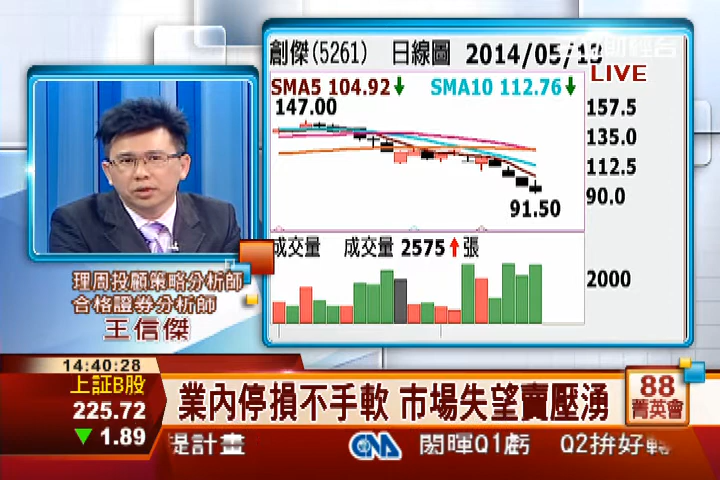 創傑(5261) 日線圖 2014/05/13
LIVE
SMA5 104.92↓ SMA10 112.76↓
147.00
157.5
135.0
112.5
90.0
91.50
成交量 成交量 2575↑張
2000
理周投顧策略分析師
合格證券分析師
王信傑
14:40:28
上証B股
225.72
▼1.89
業內停損不手軟 市場失望賣壓湧
88
菁英會
計畫 CNA 閎暉Q1虧 Q2拚好轉